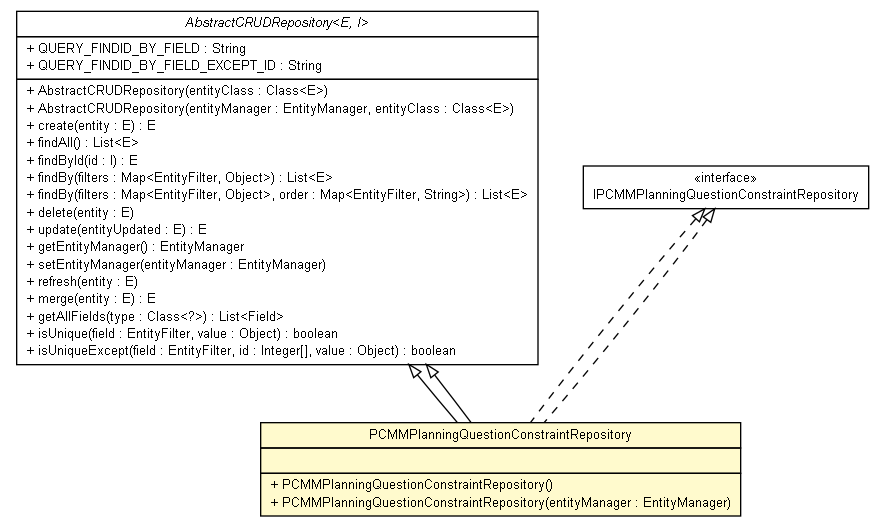 AbstractCRUDRepository<E, I>
+ QUERY_FINDID_BY_FIELD : String
+ QUERY_FINDID_BY_FIELD_EXCEPT_ID : String
+ AbstractCRUDRepository(entityClass : Class<E>)
+ AbstractCRUDRepository(entityManager : EntityManager, entityClass : Class<E>)
+ create(entity : E) : E
+ findAll() : List<E>
+ findById(id : I) : E
+ findBy(filters : Map<EntityFilter, Object>) : List<E>
+ findBy(filters : Map<EntityFilter, Object>, order : Map<EntityFilter, String>) : List<E>
+ delete(entity : E)
+ update(entityUpdated : E) : E
+ getEntityManager() : EntityManager
+ setEntityManager(entityManager : EntityManager)
+ refresh(entity : E)
+ merge(entity : E) : E
+ getAllFields(type : Class<?>) : List<Field>
+ isUnique(field : EntityFilter, value : Object) : boolean
+ isUniqueExcept(field : EntityFilter, id : Integer[], value : Object) : boolean
«interface»
IPCMMPlanningQuestionConstraintRepository
PCMMPlanningQuestionConstraintRepository
+ PCMMPlanningQuestionConstraintRepository()
+ PCMMPlanningQuestionConstraintRepository(entityManager : EntityManager)